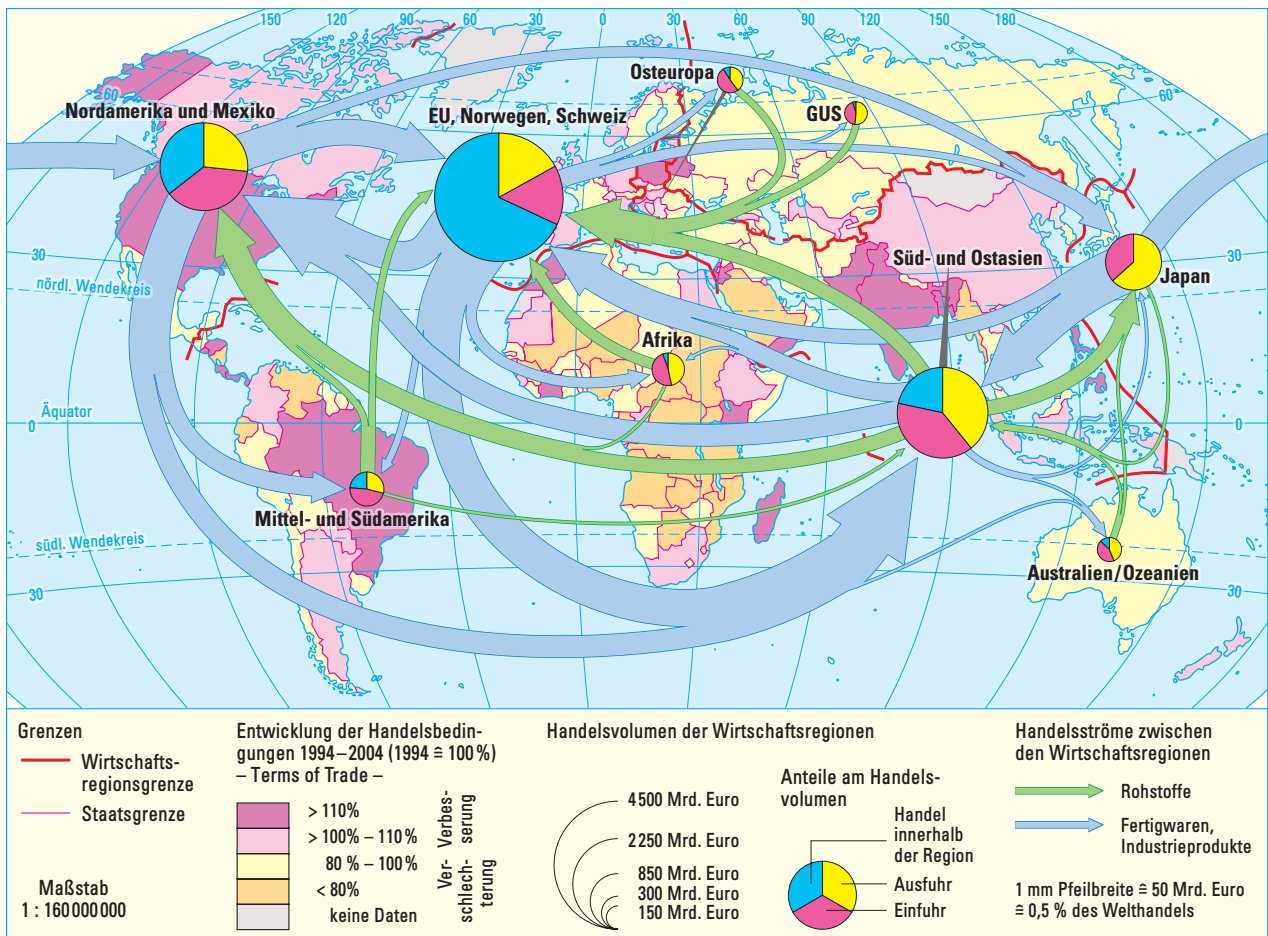 150
120
90
60
30
0
30
60
90
120
150
180
60
60
Osteuropa
GUS
Nordamerika und Mexiko
EU, Norwegen, Schweiz
30
nördl. Wendekreis
Süd- und Ostasien
30
Japan
Afrika
Äquator
0
0
Mittel- und Südamerika
südl. Wendekreis
Australien/Ozeanien
30
30
Grenzen
Wirtschafts-
regionsgrenze
Staatsgrenze
Maßstab
1 : 160 000 000
Entwicklung der Handelsbedin-
gungen 1994–2004 (1994 ≙ 100 %)
– Terms of Trade –
> 110%
> 100% – 110 %
80 % – 100%
< 80%
keine Daten
Verbes-
serung
Ver-
schlech-
terung
Handelsvolumen der Wirtschaftsregionen
4 500 Mrd. Euro
2 250 Mrd. Euro
850 Mrd. Euro
300 Mrd. Euro
150 Mrd. Euro
Anteile am Handels-
volumen
Handel
innerhalb
der Region
Ausfuhr
Einfuhr
Handelsströme zwischen
den Wirtschaftsregionen
Rohstoffe
Fertigwaren,
Industrieprodukte
1 mm Pfeilbreite ≙ 50 Mrd. Euro
≙ 0,5 % des Welthandels